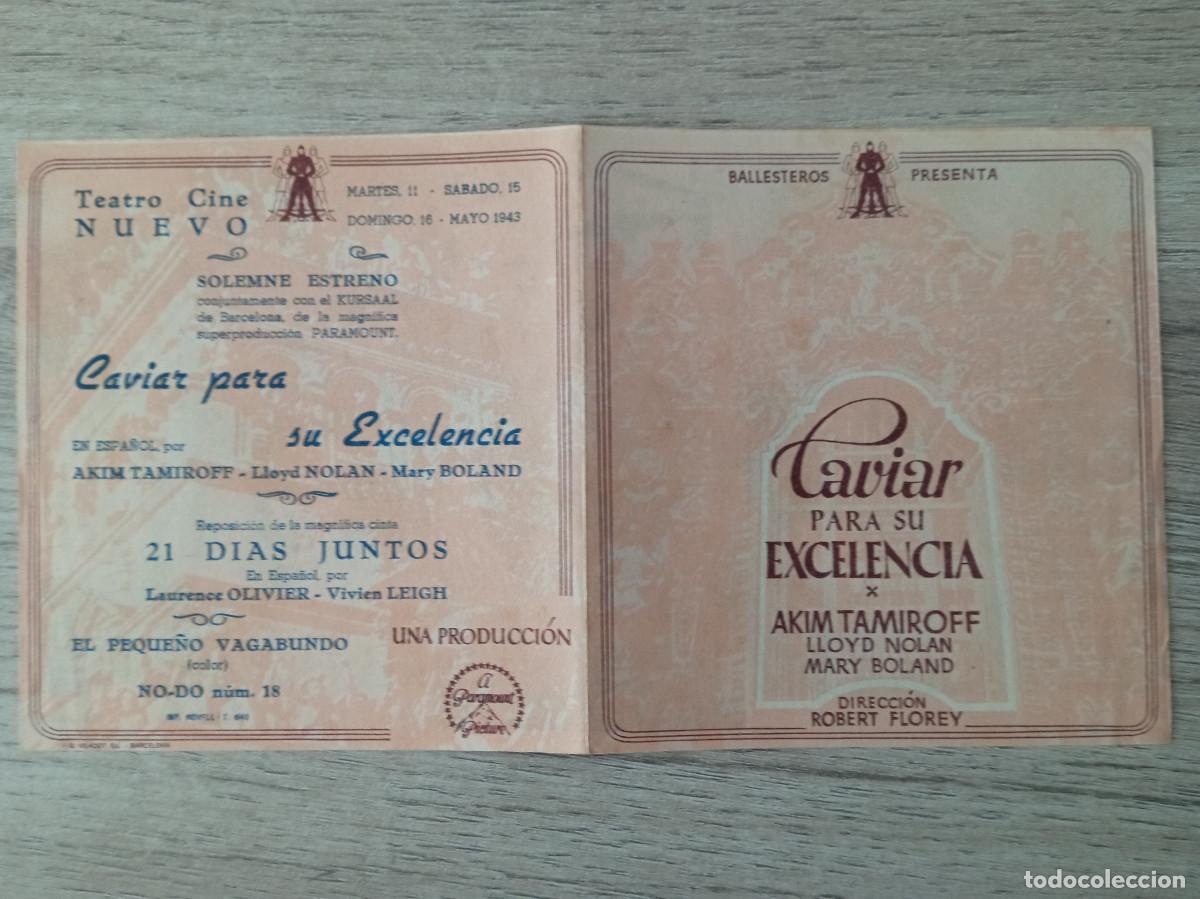 Teatro Cine
NUEVO
MARTES, 11 - SABADO, 15
DOMINGO, 16 - MAYO 1943
SOLEMNE ESTRENO
conjuntamente con el KURSAAL
de Barcelona, de la magnífica
superproducción PARAMOUNT.
Caviar para
su Excelencia
EN ESPAÑOL, por
AKIM TAMIROFF - Lloyd NOLAN - Mary BOLAND
Reposición de la magnífica cinta
21 DIAS JUNTOS
En Español, por
Laurence OLIVIER - Vivien LEIGH
EL PEQUEÑO VAGABUNDO
(color)
NO-DO núm. 18
UNA PRODUCCIÓN
A
Paramount
Picture
BARCELONA
BALLESTEROS PRESENTA
Caviar
PARA SU
EXCELENCIA
x
AKIM TAMIROFF
LLOYD NOLAN
MARY BOLAND
DIRECCIÓN
ROBERT FLOREY
todocoleccion